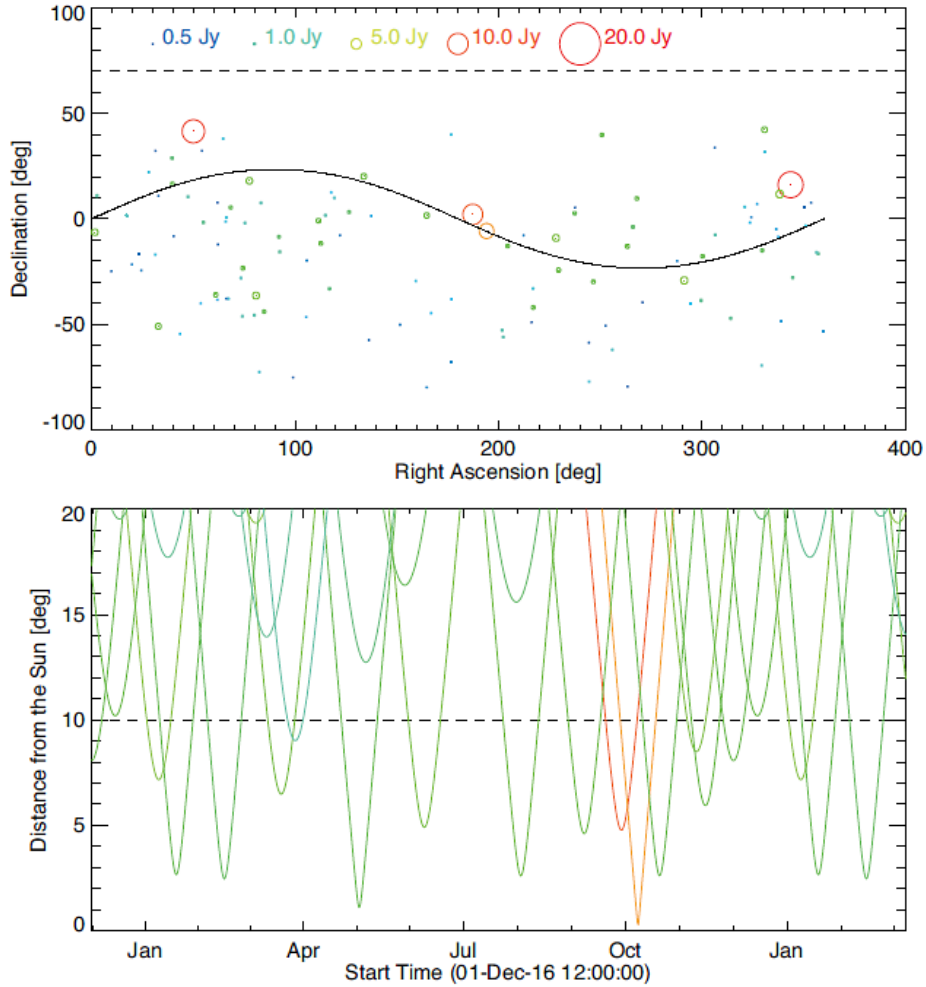 100
0.5 Jy 1.0 Jy 5.0 Jy 10.0 Jy 20.0 Jy
50
Declination [deg]
0
-50
-100
0 100 200 300 400
Right Ascension [deg]
20
15
Distance from the Sun [deg]
10
5
0
Jan Apr Jul Oct Jan
Start Time (01-Dec-16 12:00:00)